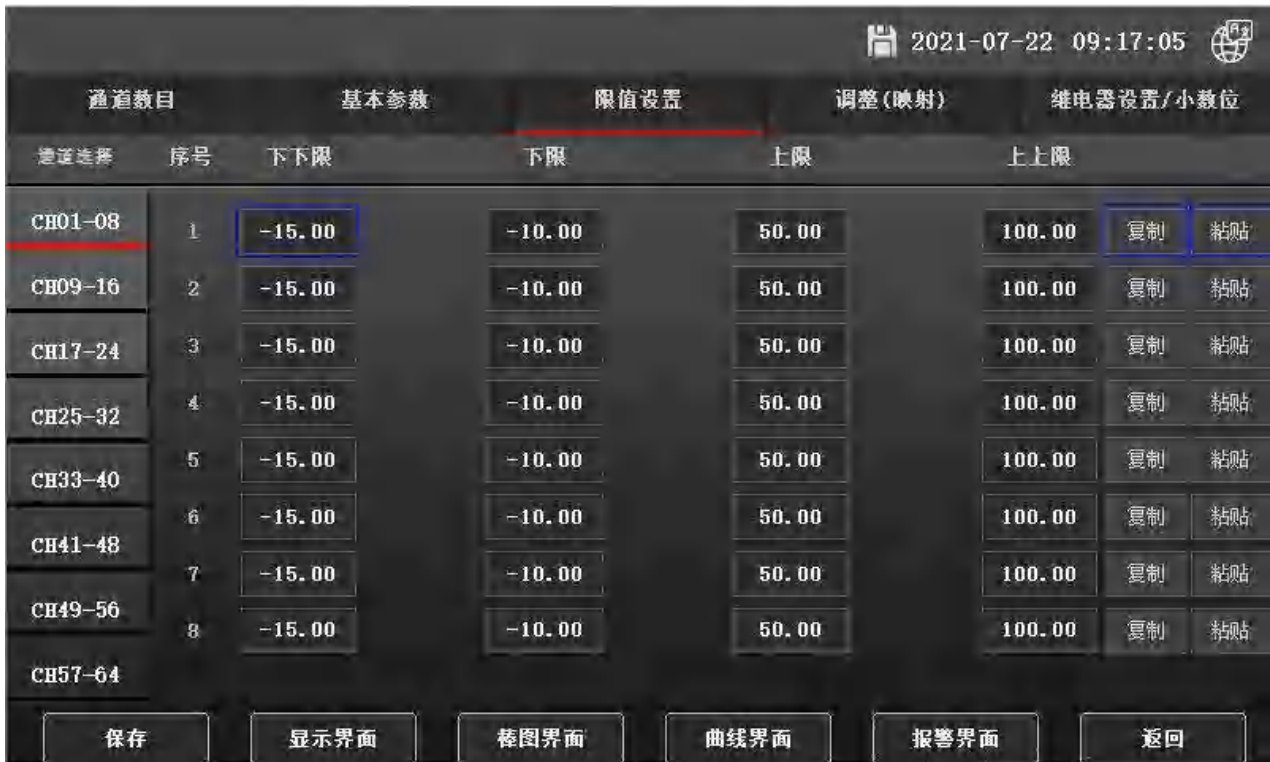 2021-07-22 09:17:05
通道数目 基本参数 限值设置 调整(映射) 继电器设置/小数位
通道选择 序号 下下限 下限 上限 上上限
CH01-08 1 -15.00 -10.00 50.00 100.00 复制 粘贴
CH09-16 2 -15.00 -10.00 50.00 100.00 复制 粘贴
CH17-24 3 -15.00 -10.00 50.00 100.00 复制 粘贴
CH25-32 4 -15.00 -10.00 50.00 100.00 复制 粘贴
CH33-40 5 -15.00 -10.00 50.00 100.00 复制 粘贴
CH41-48 6 -15.00 -10.00 50.00 100.00 复制 粘贴
CH49-56 7 -15.00 -10.00 50.00 100.00 复制 粘贴
CH57-64 8 -15.00 -10.00 50.00 100.00 复制 粘贴
保存 显示界面 棒图界面 曲线界面 报警界面 返回